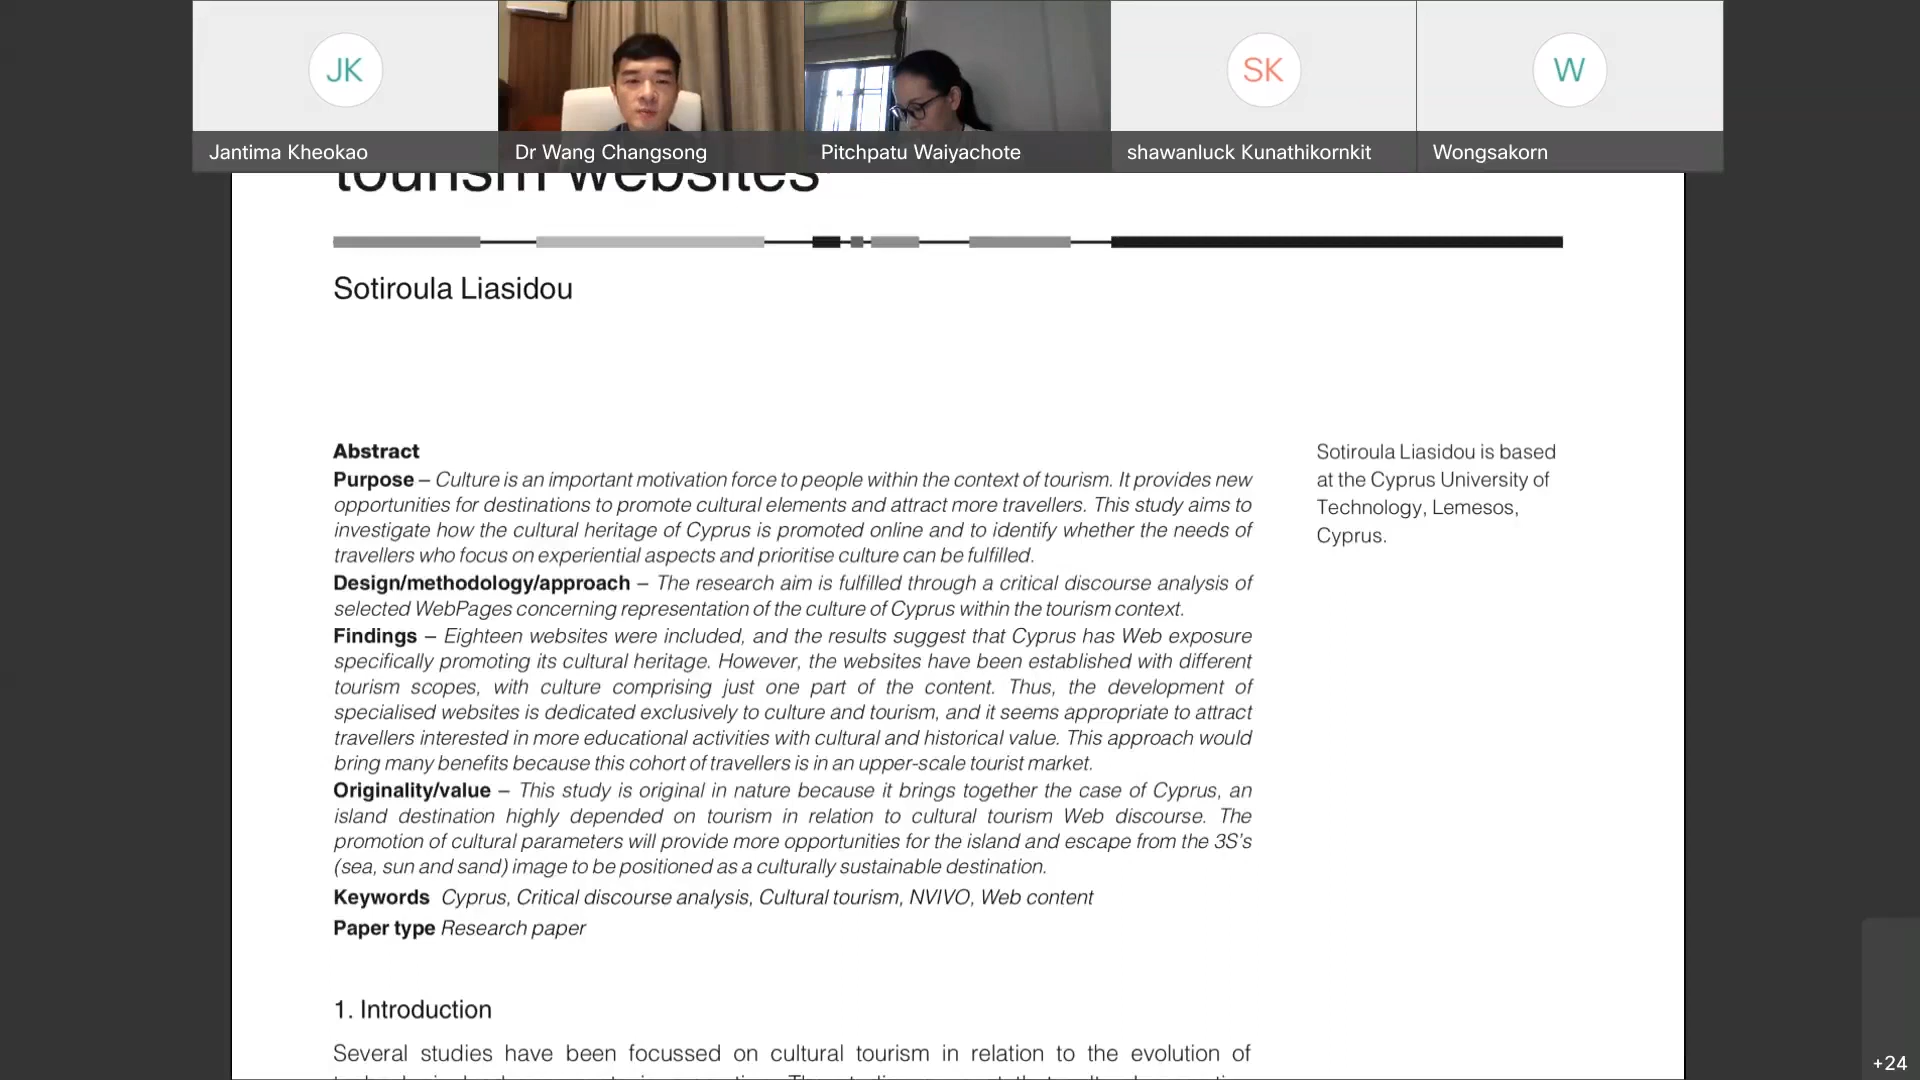 JK
SK
W
Jantima Kheokao
Dr Wang Changsong
Pitchpatu Waiyachote
shawanluck Kunathikornkit
Wongsakorn
tourism websites
Sotiroula Liasidou
Abstract
Purpose – Culture is an important motivation force to people within the context of tourism. It provides new
opportunities for destinations to promote cultural elements and attract more travellers. This study aims to
investigate how the cultural heritage of Cyprus is promoted online and to identify whether the needs of
travellers who focus on experiential aspects and prioritise culture can be fulfilled.
Design/methodology/approach – The research aim is fulfilled through a critical discourse analysis of
selected WebPages concerning representation of the culture of Cyprus within the tourism context.
Findings – Eighteen websites were included, and the results suggest that Cyprus has Web exposure
specifically promoting its cultural heritage. However, the websites have been established with different
tourism scopes, with culture comprising just one part of the content. Thus, the development of
specialised websites is dedicated exclusively to culture and tourism, and it seems appropriate to attract
travellers interested in more educational activities with cultural and historical value. This approach would
bring many benefits because this cohort of travellers is in an upper-scale tourist market.
Originality/value – This study is original in nature because it brings together the case of Cyprus, an
island destination highly depended on tourism in relation to cultural tourism Web discourse. The
promotion of cultural parameters will provide more opportunities for the island and escape from the 3S's
(sea, sun and sand) image to be positioned as a culturally sustainable destination.
Keywords Cyprus, Critical discourse analysis, Cultural tourism, NVIVO, Web content
Paper type Research paper
Sotiroula Liasidou is based
at the Cyprus University of
Technology, Lemesos,
Cyprus.
1. Introduction
Several studies have been focussed on cultural tourism in relation to the evolution of
+24